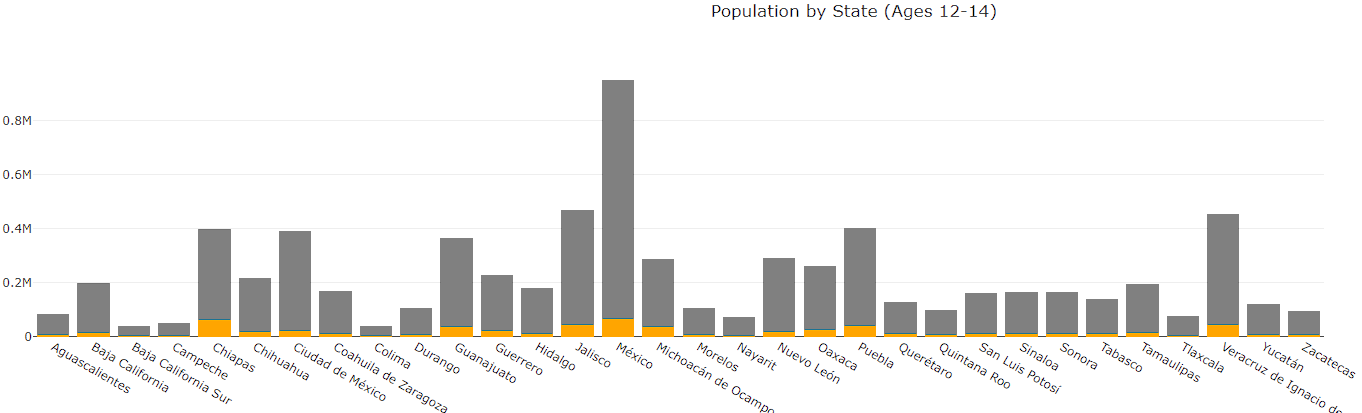 Population by State (Ages 12-14)
0.8M
0.6M
0.4M
0.2M
0
Aguascalientes
Baja California
Baja California Sur
Campeche
Chiapas
Chihuahua
Ciudad de México
Coahuila de Zaragoza
Colima
Durango
Guanajuato
Guerrero
Hidalgo
Jalisco
México
Michoacán de Ocampo
Morelos
Nayarit
Nuevo León
Oaxaca
Puebla
Querétaro
Quintana Roo
San Luis Potosí
Sinaloa
Sonora
Tabasco
Tamaulipas
Tlaxcala
Veracruz de Ignacio de
Yucatán
Zacatecas